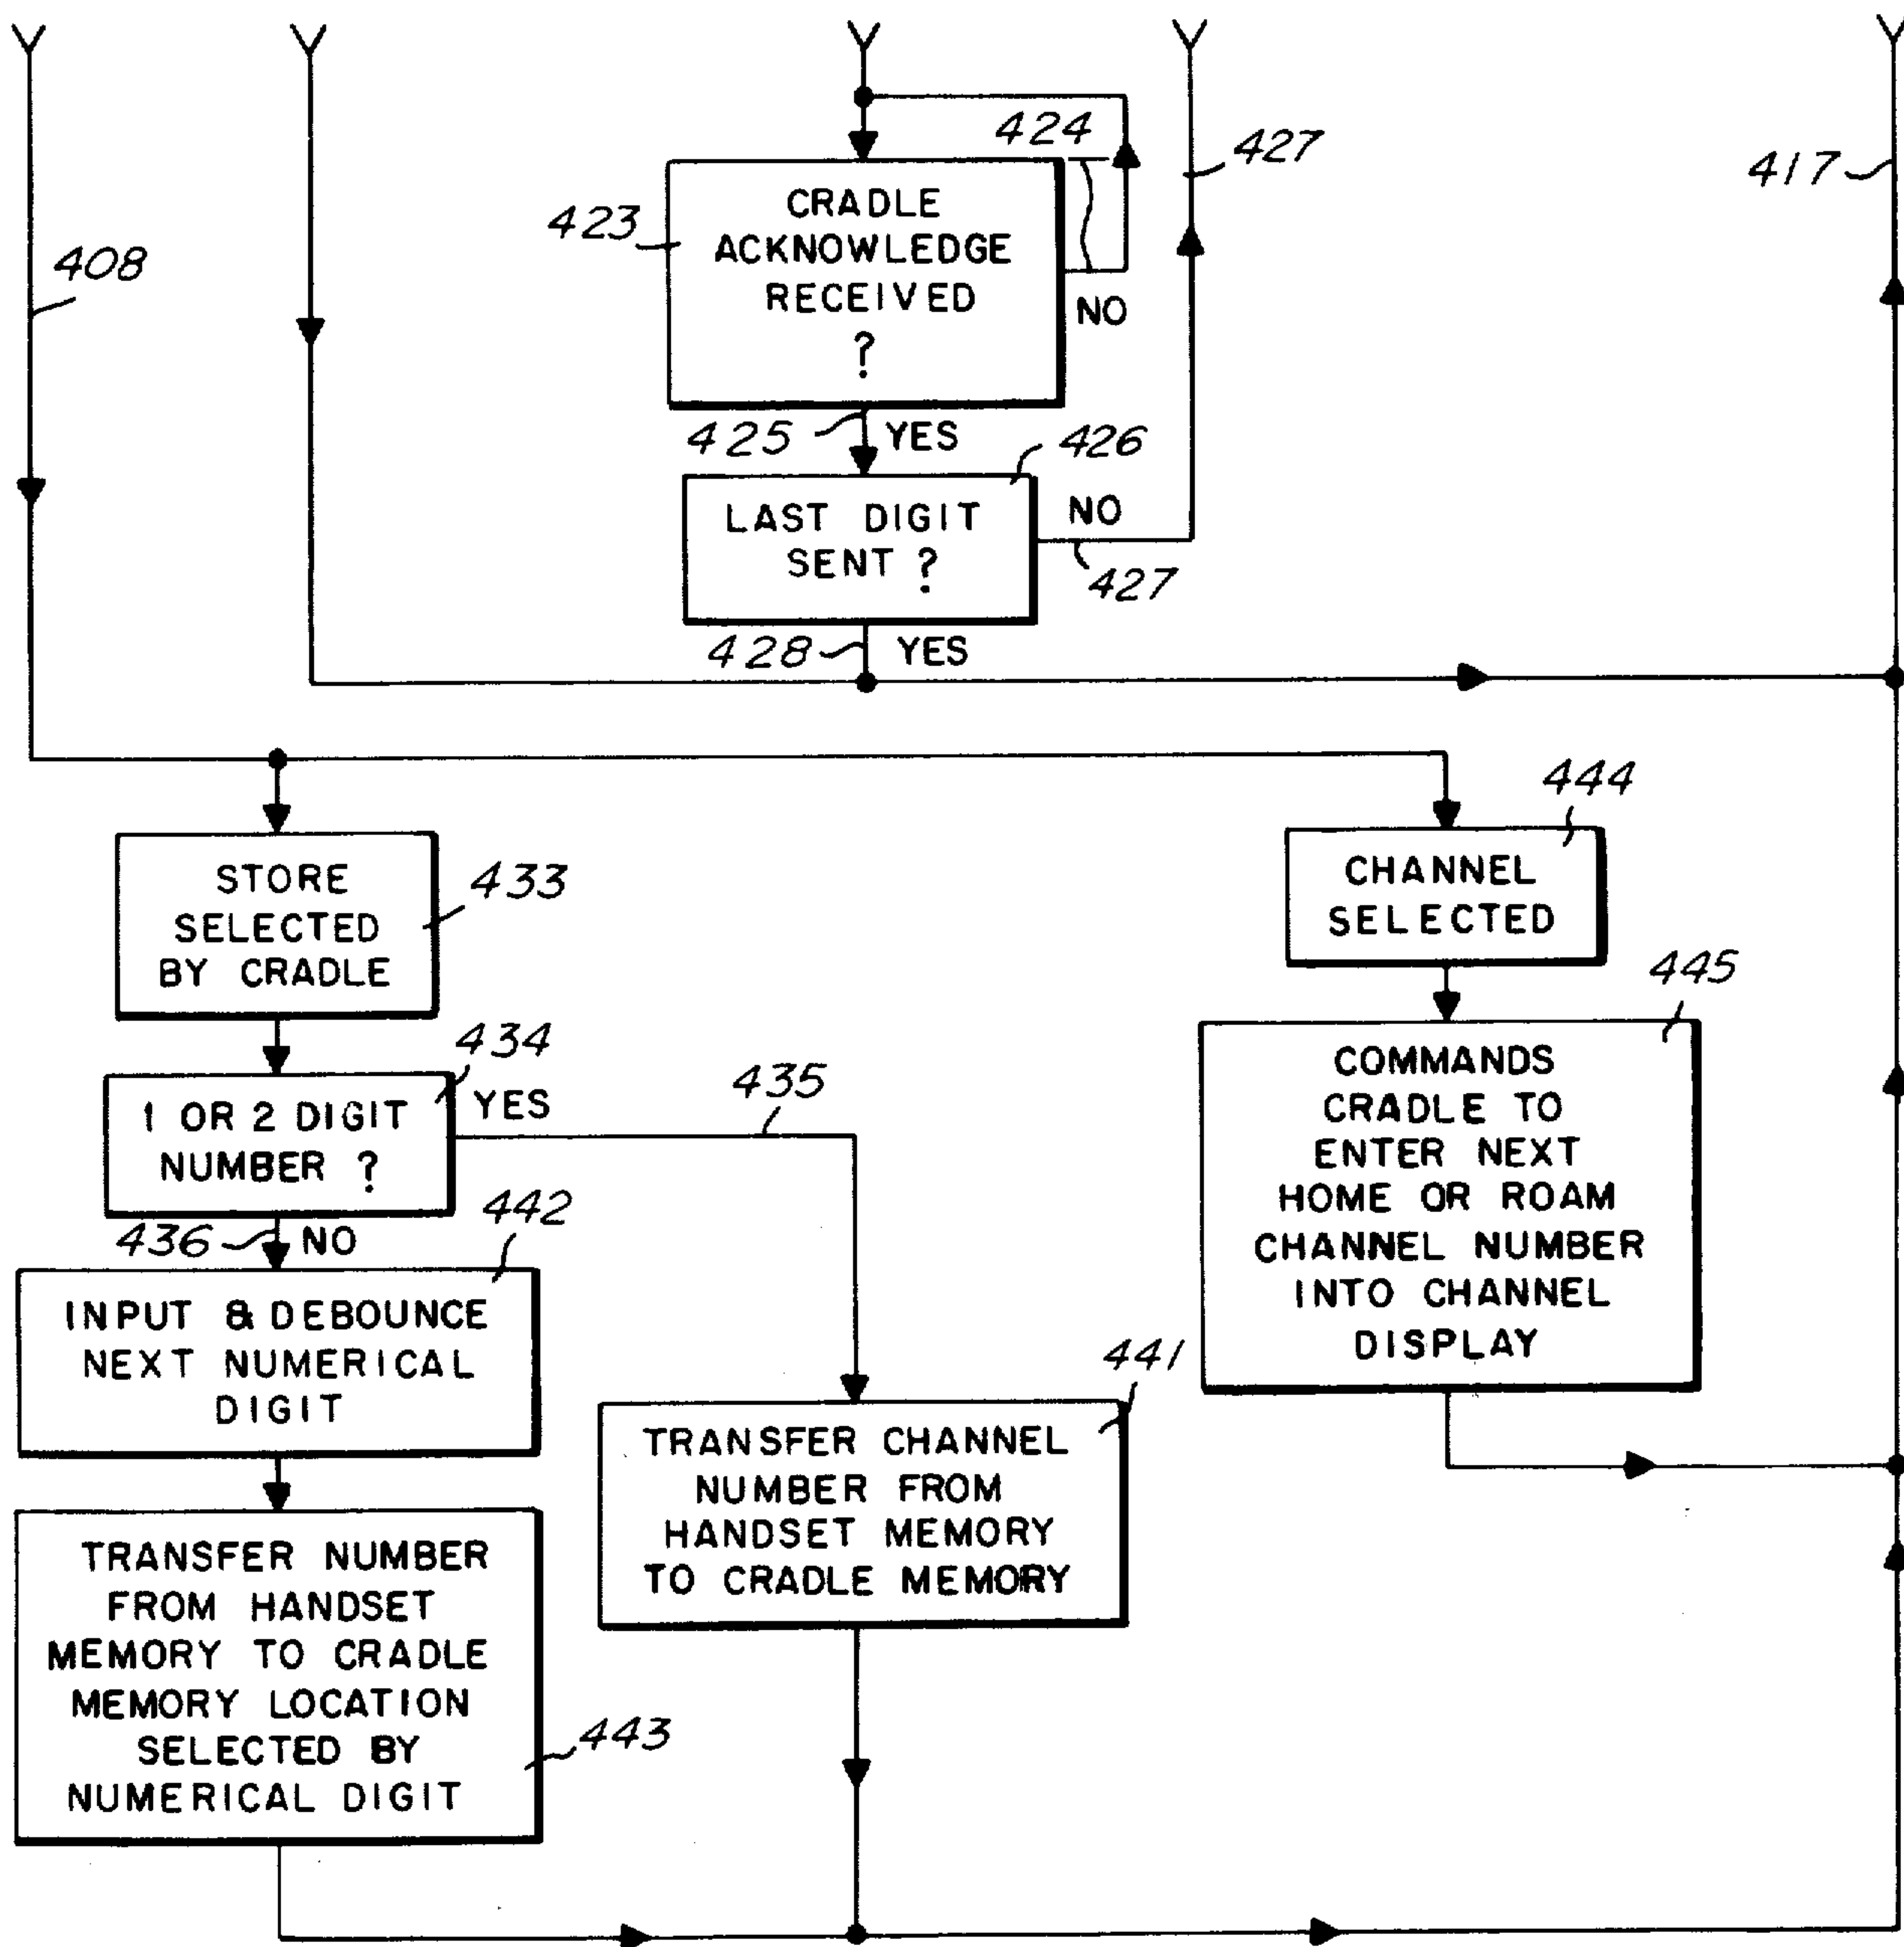 424
427
417
423
CRADLE
ACKNOWLEDGE
RECEIVED
?
NO
408
425
YES
426
LAST DIGIT
SENT ?
NO
427
428
YES
444
STORE
SELECTED
BY CRADLE
433
CHANNEL
SELECTED
445
434
1 OR 2 DIGIT
NUMBER ?
YES
435
COMMANDS
CRADLE TO
ENTER NEXT
HOME OR ROAM
CHANNEL NUMBER
INTO CHANNEL
DISPLAY
436
NO
442
INPUT & DEBOUNCE
NEXT NUMERICAL
DIGIT
441
TRANSFER CHANNEL
NUMBER FROM
HANDSET MEMORY
TO CRADLE MEMORY
TRANSFER NUMBER
FROM HANDSET
MEMORY TO CRADLE
MEMORY LOCATION
SELECTED BY
NUMERICAL DIGIT
443